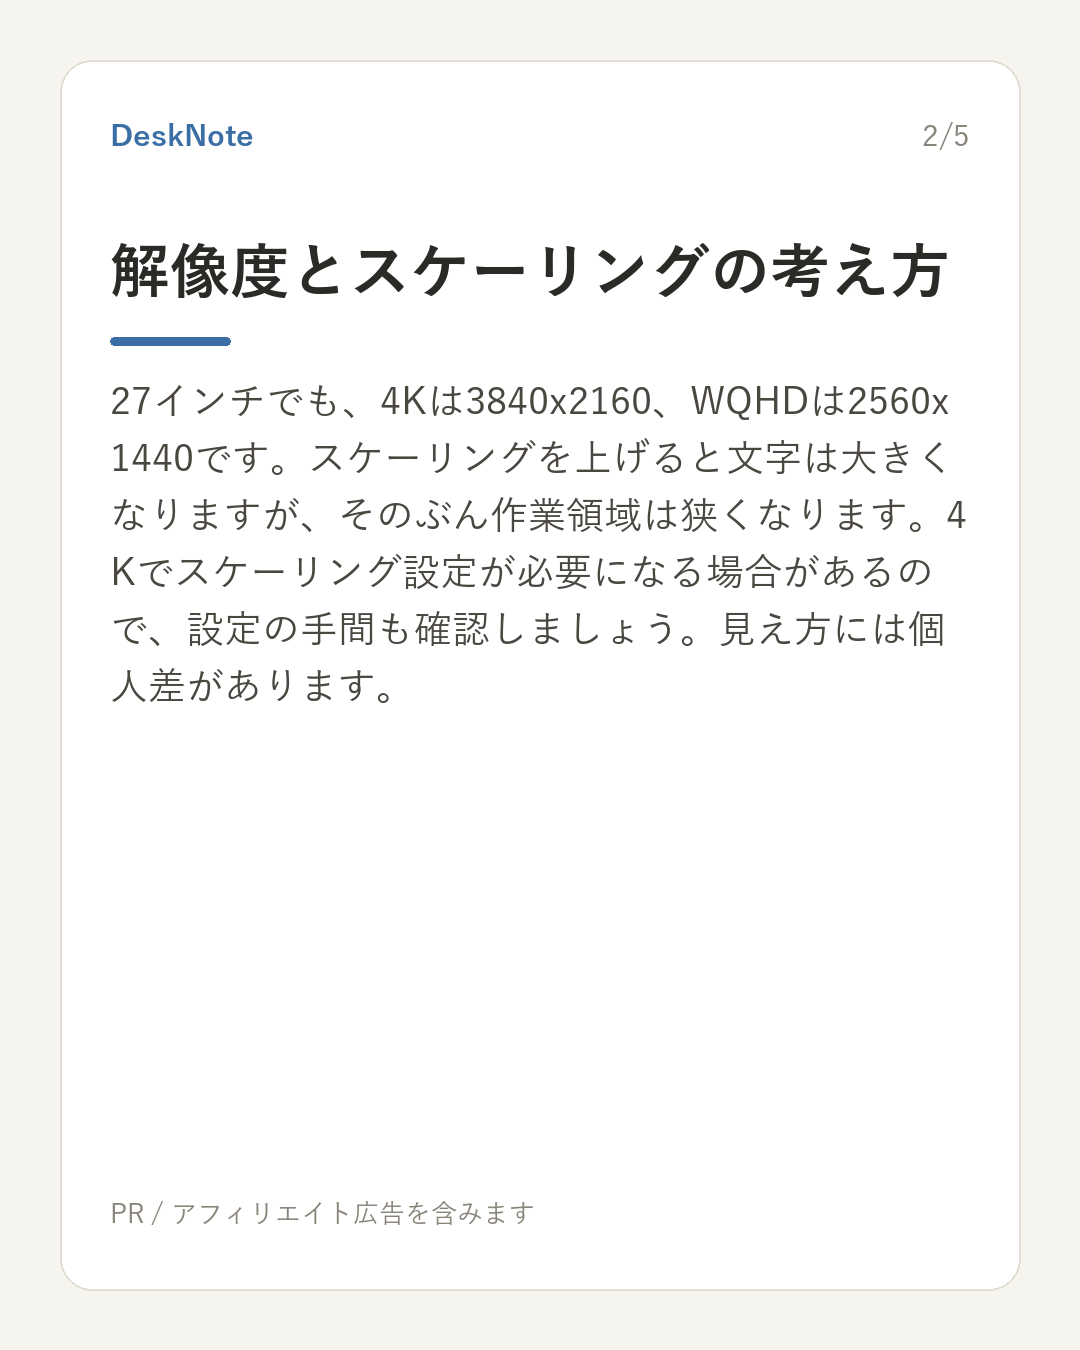 DeskNote
2/5
解像度とスケーリングの考え方
27インチでも、4Kは3840x2160、WQHDは2560x
1440です。スケーリングを上げると文字は大きく
なりますが、そのぶん作業領域は狭くなります。4
Kでスケーリング設定が必要になる場合があるの
で、設定の手間も確認しましょう。見え方には個
人差があります。
PR / アフィリエイト広告を含みます